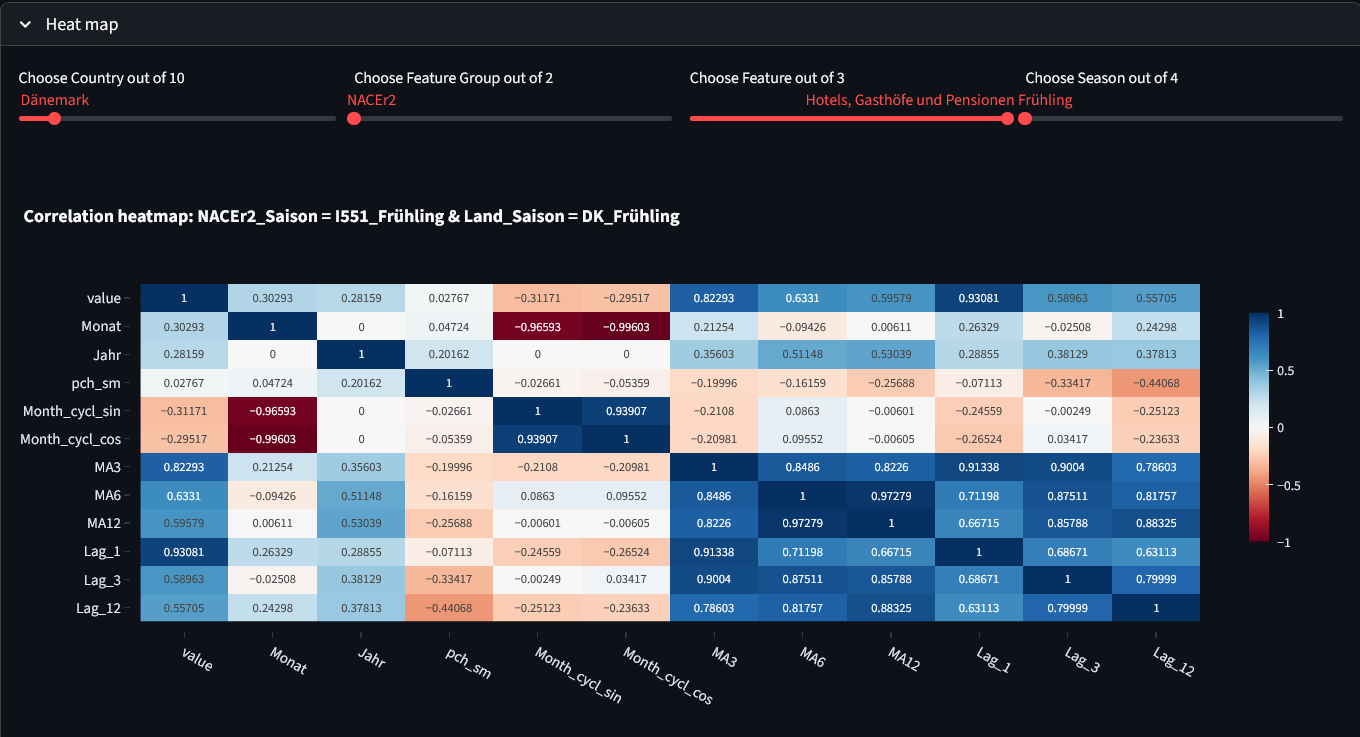 Heat map
Choose Country out of 10
Dänemark
Choose Feature Group out of 2
NACEr2
Choose Feature out of 3
Hotels, Gasthöfe und Pensionen
Choose Season out of 4
Frühling
Correlation heatmap: NACEr2_Saison = I551_Frühling & Land_Saison = DK_Frühling
value 1 0.30293 0.28159 0.02767 −0.31171 −0.29517 0.82293 0.6331 0.59579 0.93081 0.58963 0.55705
Monat 0.30293 1 0 0.04724 −0.96593 −0.99603 0.21254 −0.09426 0.00611 0.26329 −0.02508 0.24298
Jahr 0.28159 0 1 0.20162 0 0 0.35603 0.51148 0.53039 0.28855 0.38129 0.37813
pch_sm 0.02767 0.04724 0.20162 1 −0.02661 −0.05359 −0.19996 −0.16159 −0.25688 −0.07113 −0.33417 −0.44068
Month_cycl_sin −0.31171 −0.96593 0 −0.02661 1 0.93907 −0.2108 0.0863 −0.00601 −0.24559 −0.00249 −0.25123
Month_cycl_cos −0.29517 −0.99603 0 −0.05359 0.93907 1 −0.20981 0.09552 −0.00605 −0.26524 0.03417 −0.23633
MA3 0.82293 0.21254 0.35603 −0.19996 −0.2108 −0.20981 1 0.8486 0.8226 0.91338 0.9004 0.78603
MA6 0.6331 −0.09426 0.51148 −0.16159 0.0863 0.09552 0.8486 1 0.97279 0.71198 0.87511 0.81757
MA12 0.59579 0.00611 0.53039 −0.25688 −0.00601 −0.00605 0.8226 0.97279 1 0.66715 0.85788 0.88325
Lag_1 0.93081 0.26329 0.28855 −0.07113 −0.24559 −0.26524 0.91338 0.71198 0.66715 1 0.68671 0.63113
Lag_3 0.58963 −0.02508 0.38129 −0.33417 −0.00249 0.03417 0.9004 0.87511 0.85788 0.68671 1 0.79999
Lag_12 0.55705 0.24298 0.37813 −0.44068 −0.25123 −0.23633 0.78603 0.81757 0.88325 0.63113 0.79999 1
value Monat Jahr pch_sm Month_cycl_sin Month_cycl_cos MA3 MA6 MA12 Lag_1 Lag_3 Lag_12
1
0.5
0
−0.5
−1